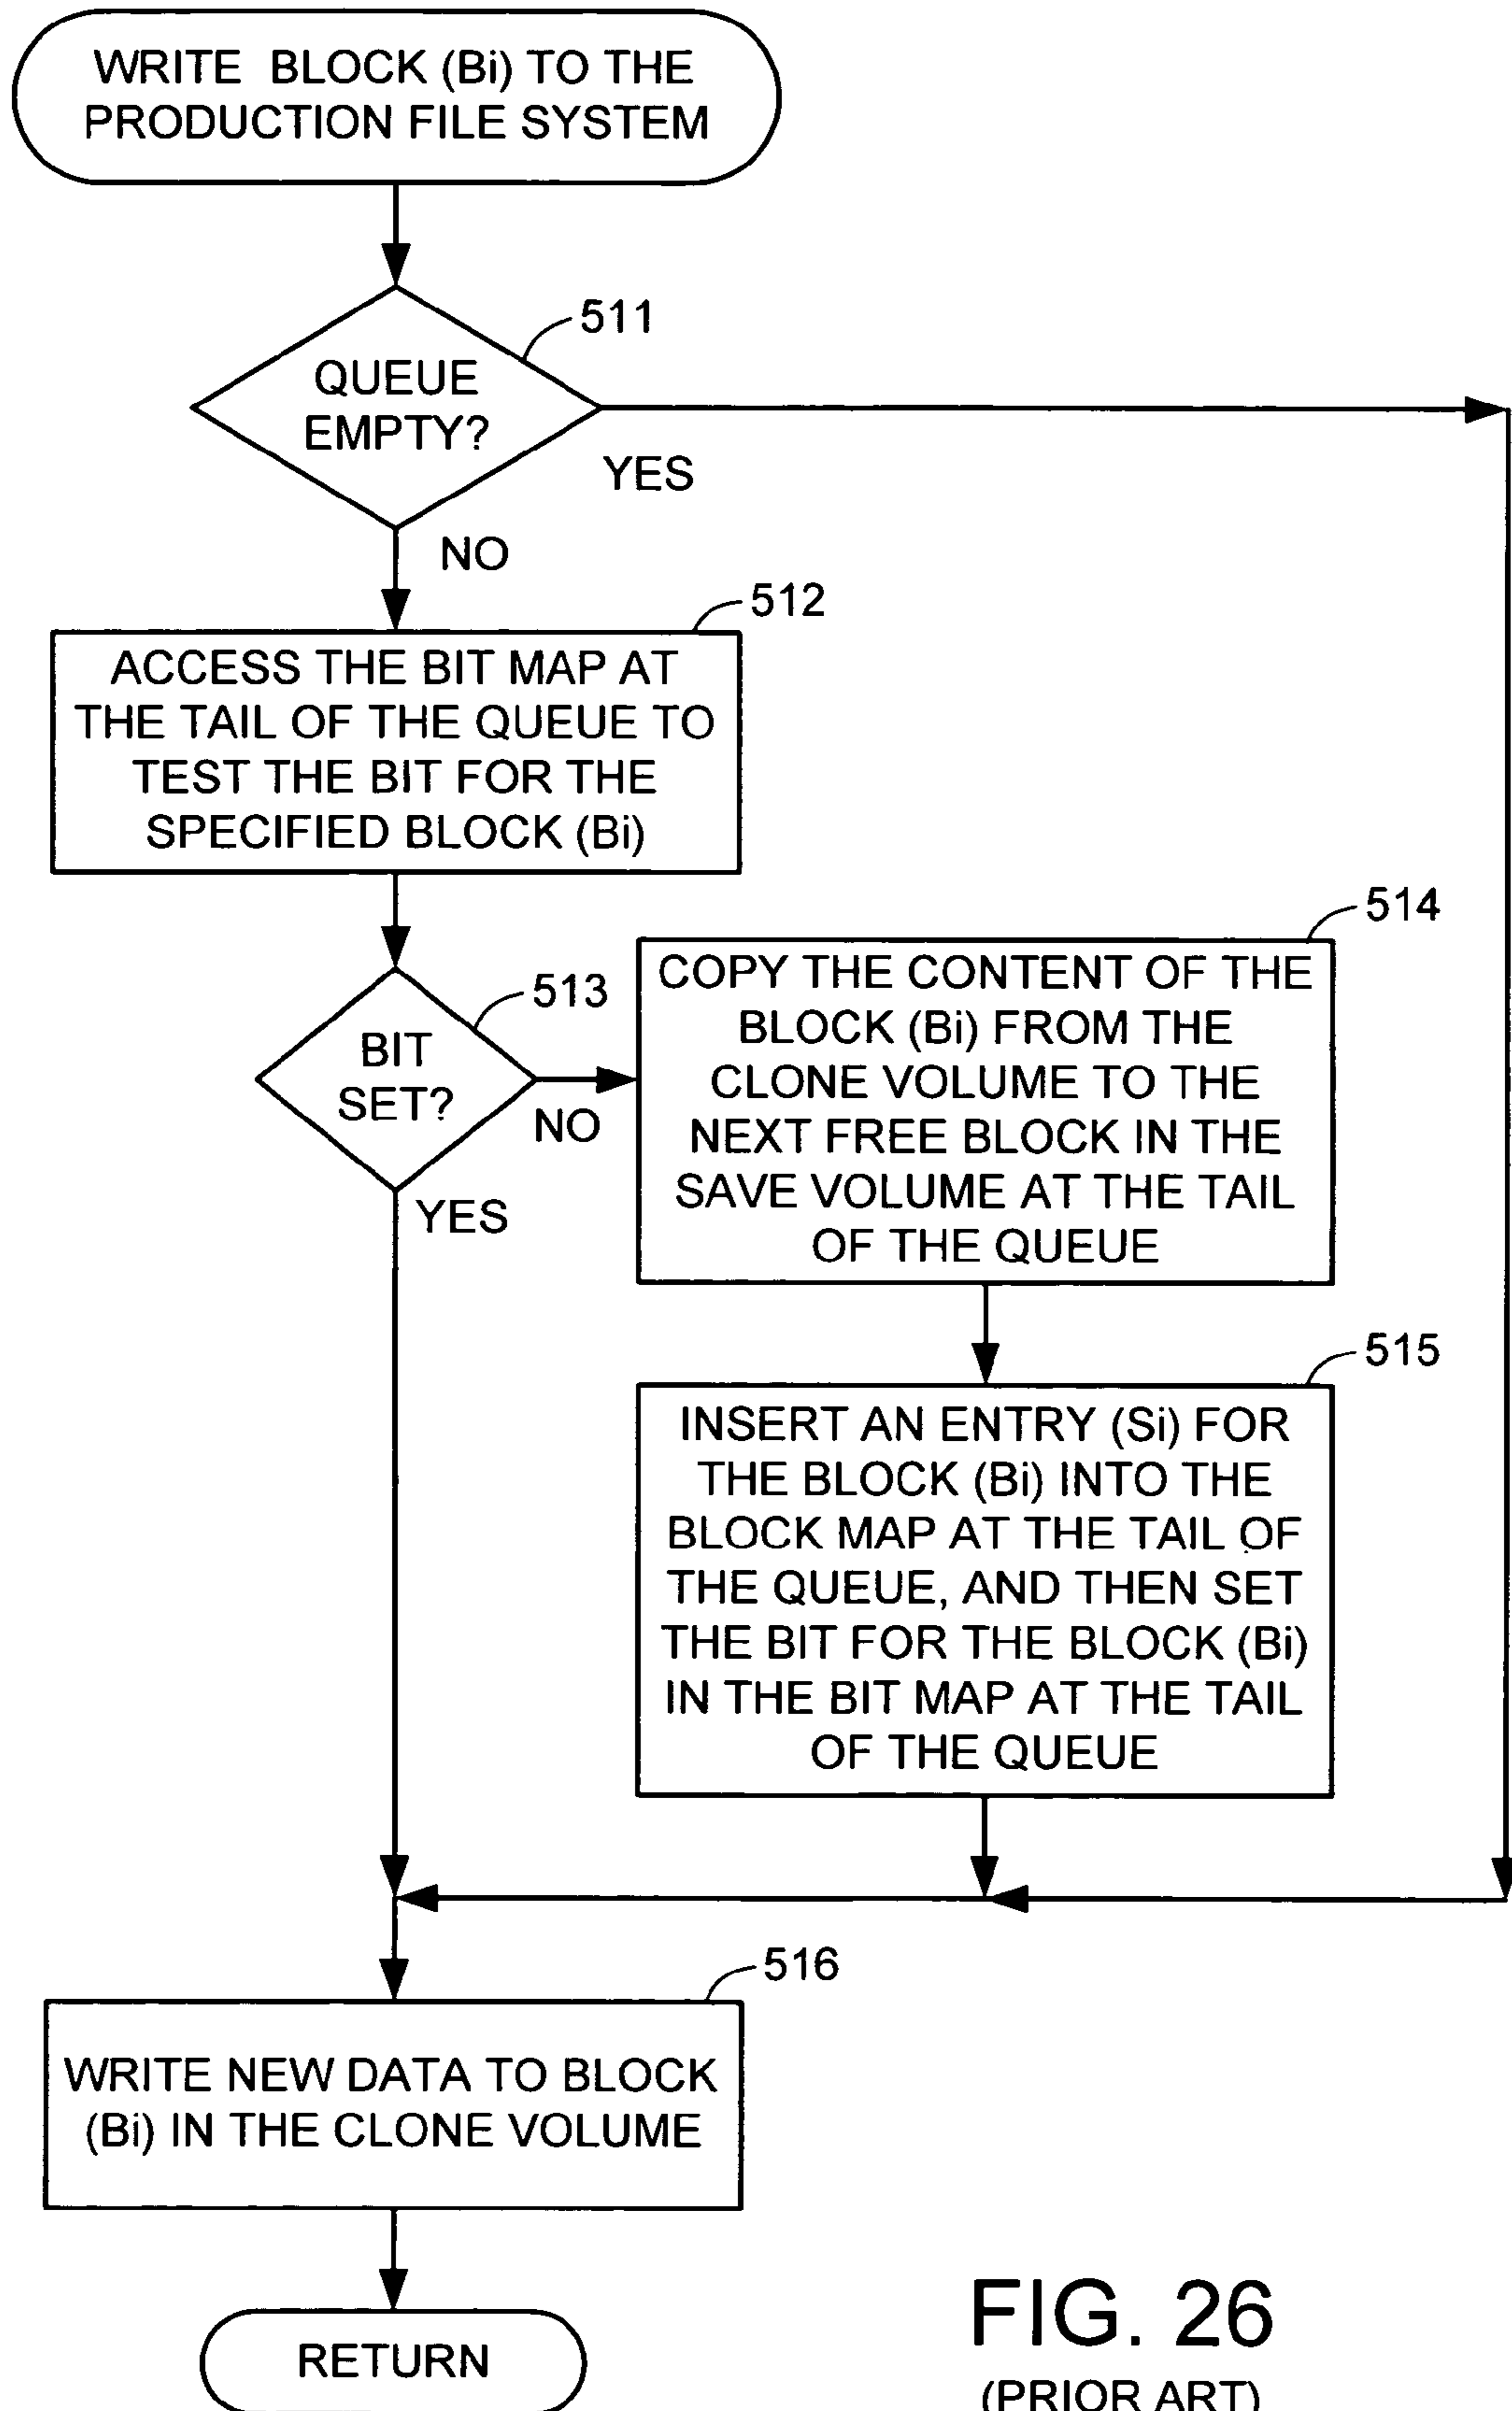 WRITE BLOCK (Bi) TO THE
PRODUCTION FILE SYSTEM
511
QUEUE
EMPTY?
YES
NO
512
ACCESS THE BIT MAP AT
THE TAIL OF THE QUEUE TO
TEST THE BIT FOR THE
SPECIFIED BLOCK (Bi)
513
BIT
SET?
NO
YES
514
COPY THE CONTENT OF THE
BLOCK (Bi) FROM THE
CLONE VOLUME TO THE
NEXT FREE BLOCK IN THE
SAVE VOLUME AT THE TAIL
OF THE QUEUE
515
INSERT AN ENTRY (Si) FOR
THE BLOCK (Bi) INTO THE
BLOCK MAP AT THE TAIL OF
THE QUEUE, AND THEN SET
THE BIT FOR THE BLOCK (Bi)
IN THE BIT MAP AT THE TAIL
OF THE QUEUE
516
WRITE NEW DATA TO BLOCK
(Bi) IN THE CLONE VOLUME
RETURN
FIG. 26
(PRIOR ART)